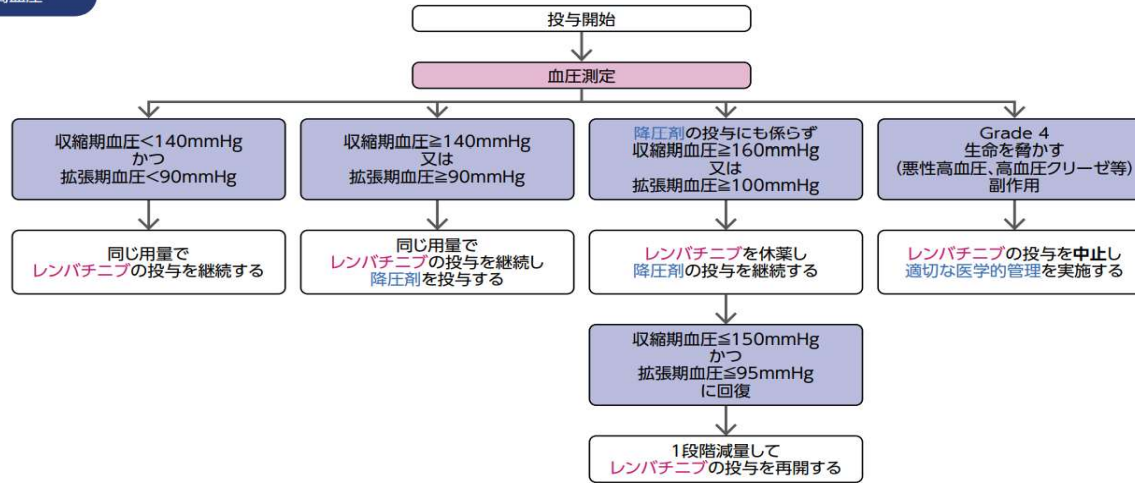 投与開始
血圧測定
収縮期血圧<140mmHg
かつ
拡張期血圧<90mmHg
同じ用量で
レンバチニブの投与を継続する
収縮期血圧≧140mmHg
又は
拡張期血圧≧90mmHg
同じ用量で
レンバチニブの投与を継続し
降圧剤を投与する
降圧剤の投与にも係らず
収縮期血圧≧160mmHg
又は
拡張期血圧≧100mmHg
レンバチニブを休薬し
降圧剤の投与を継続する
収縮期血圧≦150mmHg
かつ
拡張期血圧≦95mmHg
に回復
1段階減量して
レンバチニブの投与を再開する
Grade 4
生命を脅かす
(悪性高血圧、高血圧クリーゼ等)
副作用
レンバチニブの投与を中止し
適切な医学的管理を実施する